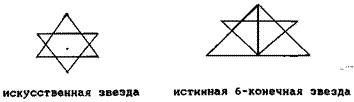 искусственная звезда
истинная 6-конечная звезда